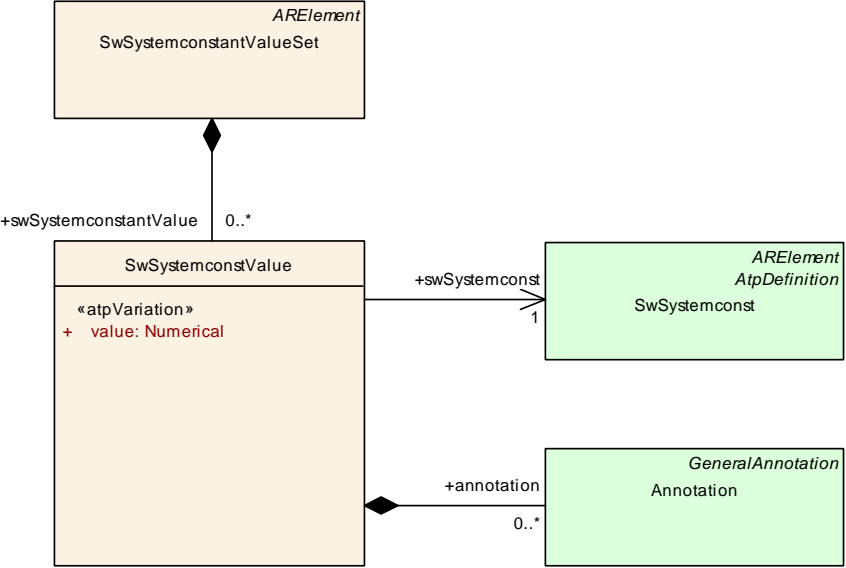 ARElement
SwSystemconstantValueSet
+swSystemconstantValue 0..*
SwSystemconstValue
«atpVariation»
+ value: Numerical
+swSystemconst
1
ARElement
AtpDefinition
SwSystemconst
+annotation
0..*
GeneralAnnotation
Annotation